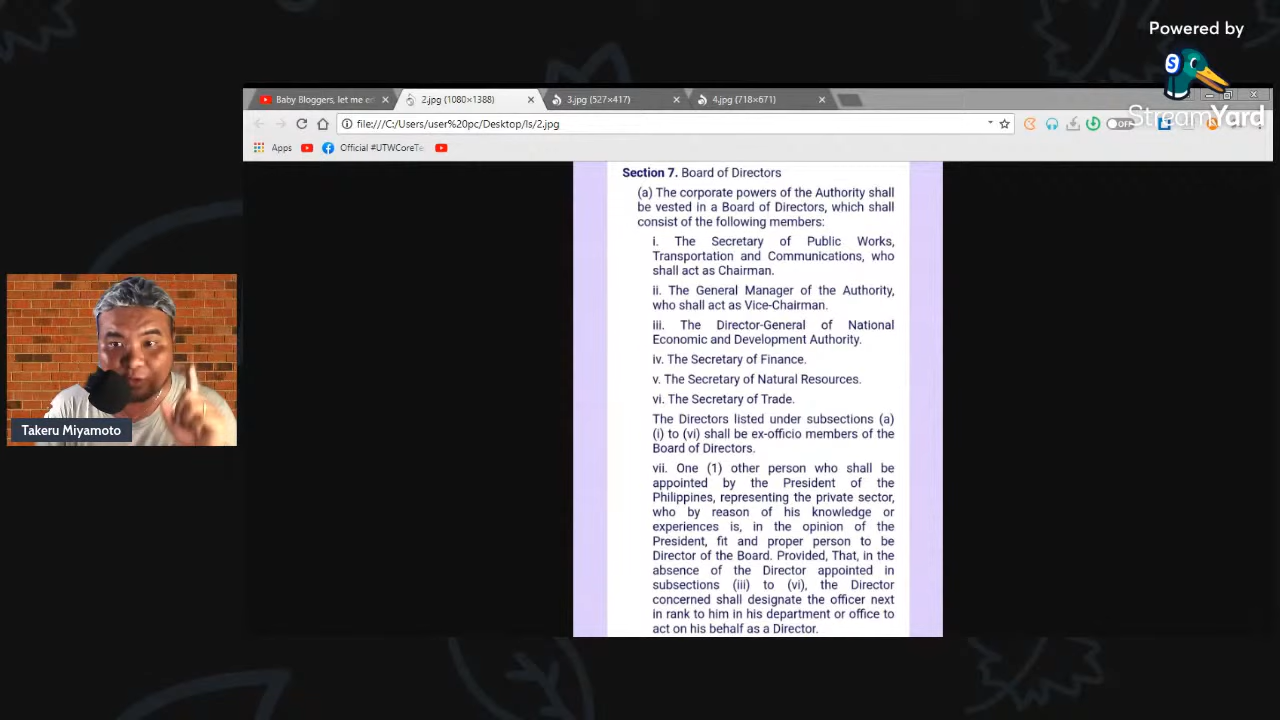 Powered by
S
StreamYard
Baby Bloggers, let me e
2.jpg (1080×1388)
3.jpg (527×417)
4.jpg (718×671)
file:///C:/Users/user%20pc/Desktop/ls/2.jpg
OFF
Apps
Official #UTWCoreTe
Section 7. Board of Directors
(a) The corporate powers of the Authority shall
be vested in a Board of Directors, which shall
consist of the following members:
i. The Secretary of Public Works,
Transportation and Communications, who
shall act as Chairman.
ii. The General Manager of the Authority,
who shall act as Vice-Chairman.
iii. The Director-General of National
Economic and Development Authority.
iv. The Secretary of Finance.
v. The Secretary of Natural Resources.
vi. The Secretary of Trade.
The Directors listed under subsections (a)
(i) to (vi) shall be ex-officio members of the
Board of Directors.
vii. One (1) other person who shall be
appointed by the President of the
Philippines, representing the private sector,
who by reason of his knowledge or
experiences is, in the opinion of the
President, fit and proper person to be
Director of the Board. Provided, That, in the
absence of the Director appointed in
subsections (iii) to (vi), the Director
concerned shall designate the officer next
in rank to him in his department or office to
act on his behalf as a Director.
Takeru Miyamoto